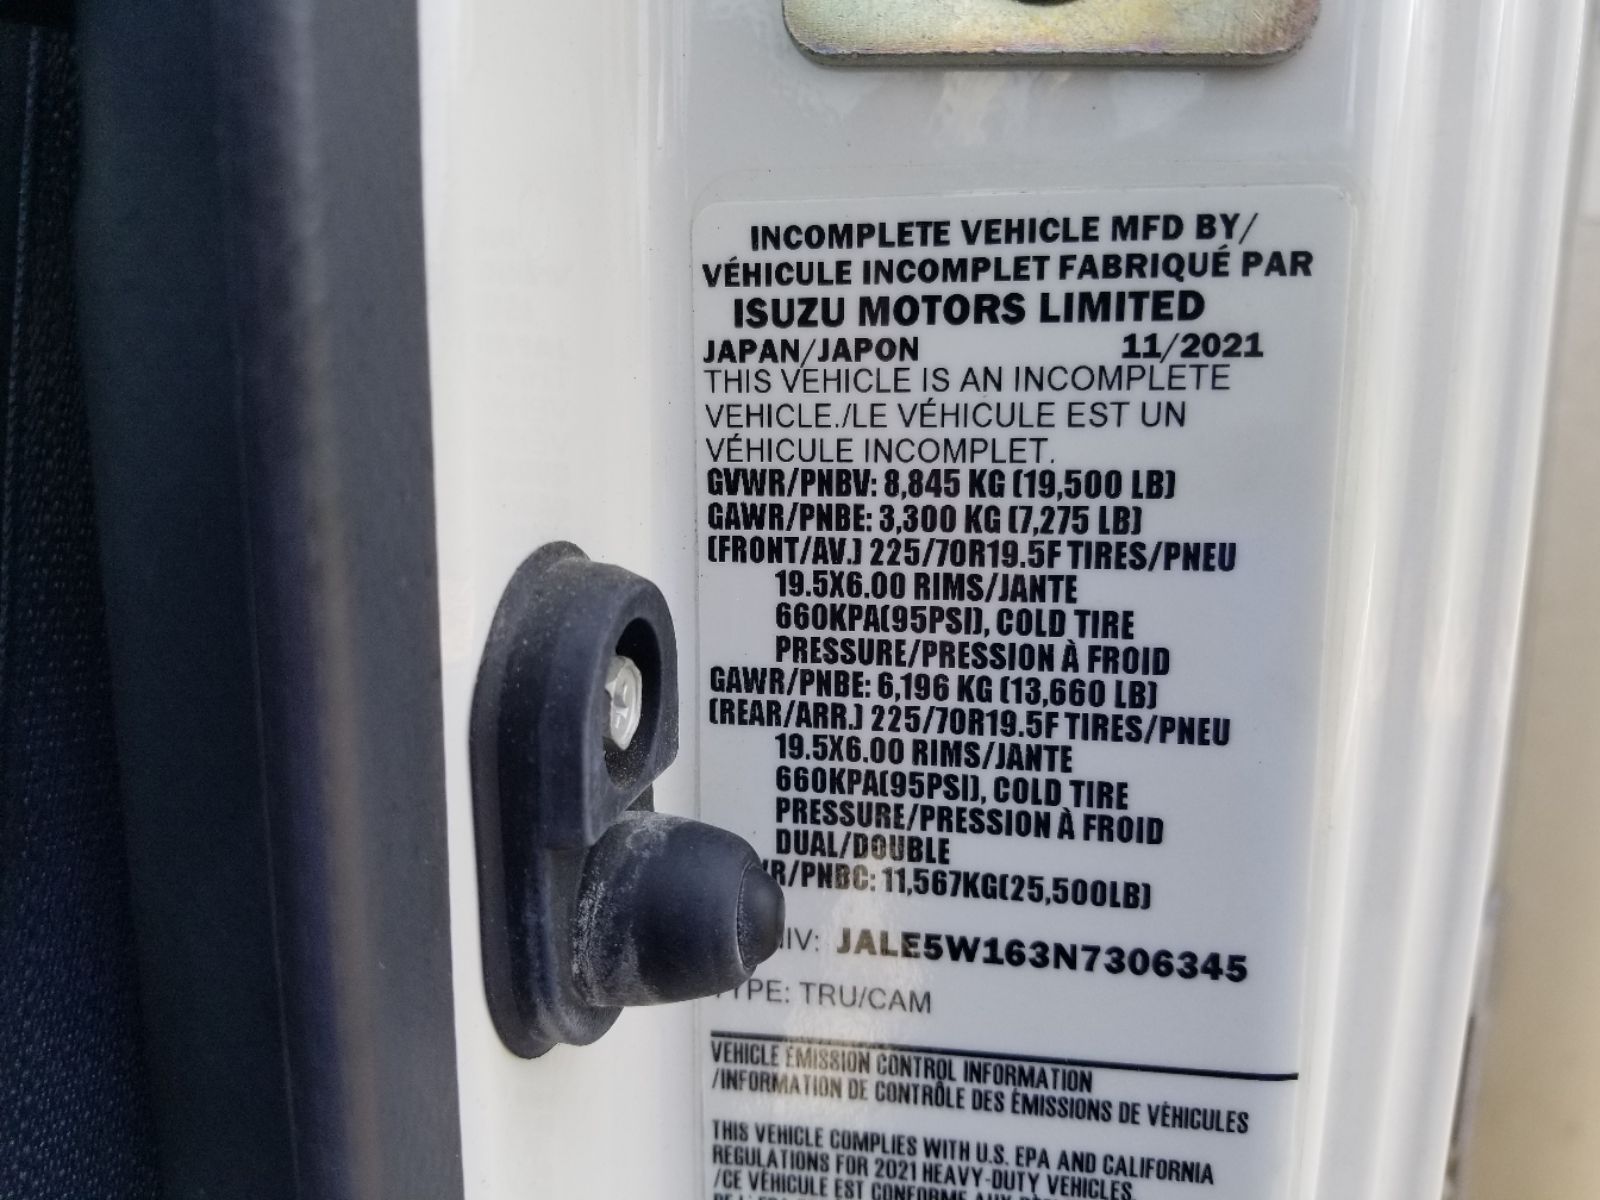 INCOMPLETE VEHICLE MFD BY/
VÉHICULE INCOMPLET FABRIQUÉ PAR
ISUZU MOTORS LIMITED
JAPAN/JAPON 11/2021
THIS VEHICLE IS AN INCOMPLETE
VEHICLE./LE VÉHICULE EST UN
VÉHICULE INCOMPLET.
GVWR/PNBV: 8,845 KG (19,500 LB)
GAWR/PNBE: 3,300 KG (7,275 LB)
(FRONT/AV.) 225/70R19.5F TIRES/PNEU
19.5X6.00 RIMS/JANTE
660KPA(95PSI), COLD TIRE
PRESSURE/PRESSION À FROID
GAWR/PNBE: 6,196 KG (13,660 LB)
(REAR/ARR.) 225/70R19.5F TIRES/PNEU
19.5X6.00 RIMS/JANTE
660KPA(95PSI), COLD TIRE
PRESSURE/PRESSION À FROID
DUAL/DOUBLE
R/PNBC: 11,567KG(25,500LB)
IV: JALE5W163N7306345
TYPE: TRU/CAM
VEHICLE EMISSION CONTROL INFORMATION
/INFORMATION DE CONTRÔLE DES ÉMISSIONS DE VÉHICULES
THIS VEHICLE COMPLIES WITH U.S. EPA AND CALIFORNIA
REGULATIONS FOR 2021 HEAVY-DUTY VEHICLES.
/CE VÉHICULE EST CONFORME AUX